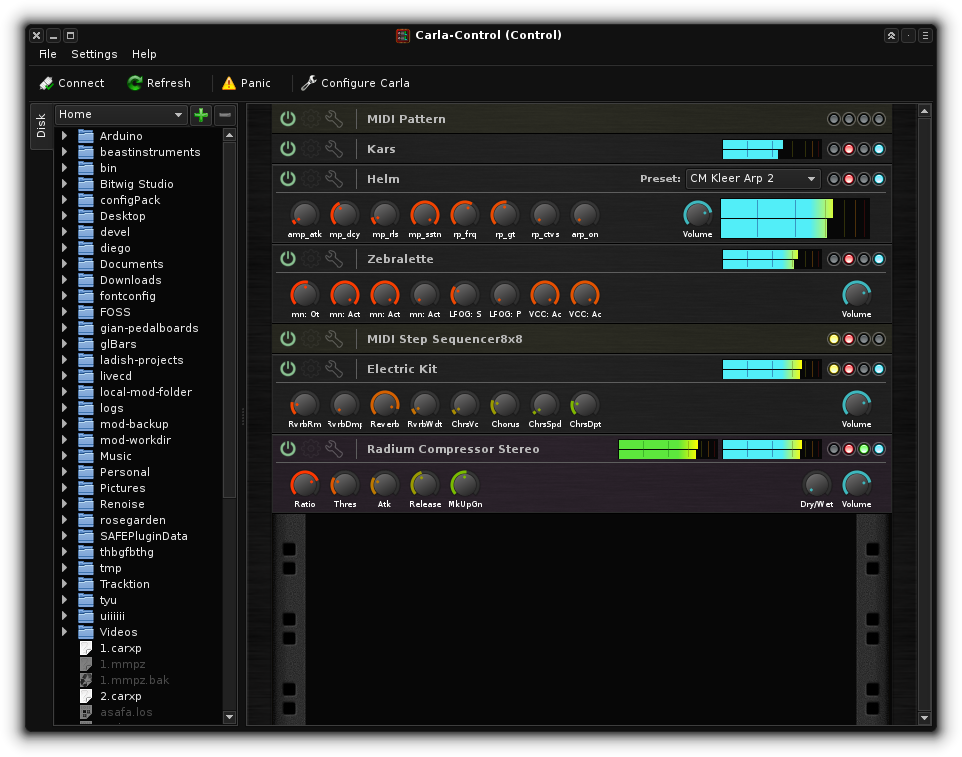 Carla-Control (Control)
File Settings Help
Connect Refresh Panic Configure Carla
Disk
Home
Arduino
beastinstruments
bin
Bitwig Studio
configPack
Desktop
devel
diego
Documents
Downloads
fontconfig
FOSS
gian-pedalboards
glBars
ladish-projects
livecd
local-mod-folder
logs
mod-backup
mod-workdir
Music
Personal
Pictures
Renoise
rosegarden
SAFEPluginData
thbgfbthg
tmp
Tracktion
tyu
uiiiiii
Videos
1.carxp
1.mmpz
1.mmpz.bak
2.carxp
asafa.los
MIDI Pattern
Kars
Helm Preset: CM Kleer Arp 2
amp_atk mp_dcy mp_rls mp_sstn rp_frq rp_gt rp_ctvs arp_on Volume
Zebralette
mn: Ot mn: Act mn: Act mn: Act LFOG: S LFOG: P VCC: Ac VCC: Ac Volume
MIDI Step Sequencer8x8
Electric Kit
RvrbRm RvrbDmp Reverb RvrbWdt ChrsVc Chorus ChrsSpd ChrsDpt Volume
Radium Compressor Stereo
Ratio Thres Atk Release MkUpGn Dry/Wet Volume